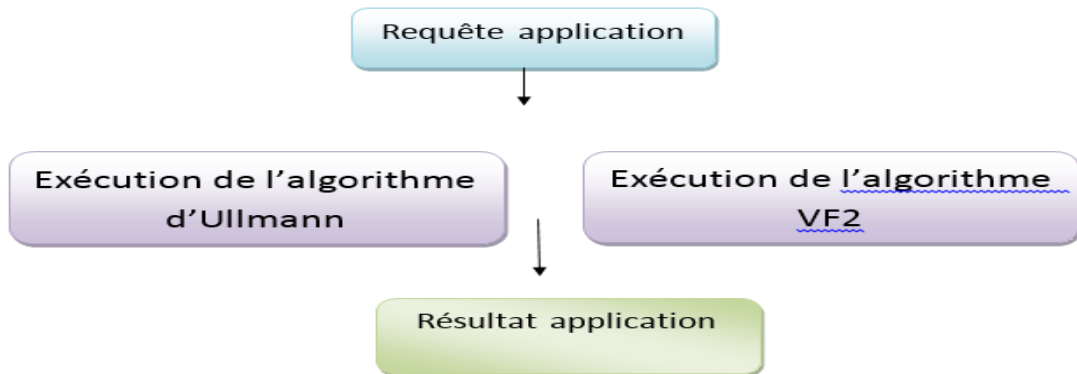 Requête application
Exécution de l'algorithme
d'Ullmann
Exécution de l'algorithme
VF2
Résultat application